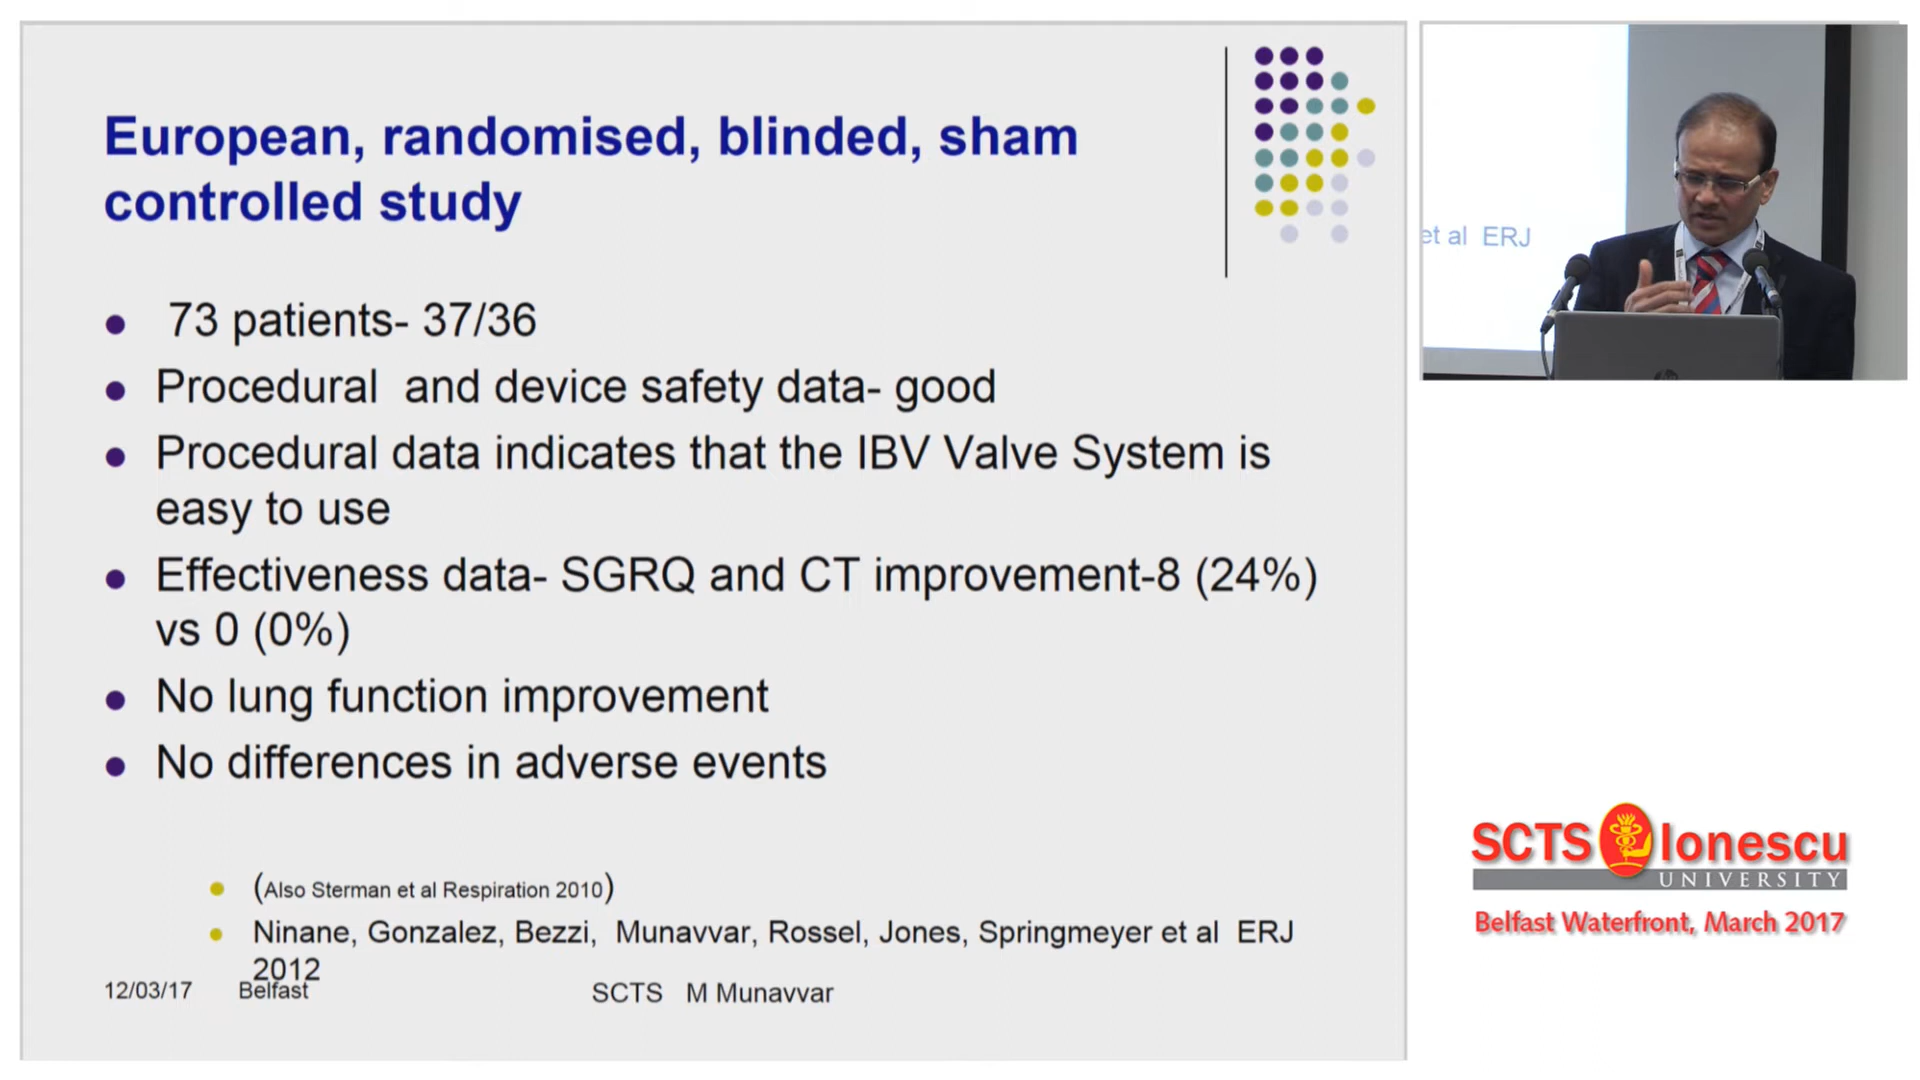 European, randomised, blinded, sham
controlled study
73 patients- 37/36
Procedural  and device safety data- good
Procedural data indicates that the IBV Valve System is
easy to use
Effectiveness data- SGRQ and CT improvement-8 (24%)
vs 0 (0%)
No lung function improvement
No differences in adverse events
(Also Sterman et al Respiration 2010)
Ninane, Gonzalez, Bezzi,  Munavvar, Rossel, Jones, Springmeyer et al  ERJ
2012
12/03/17 Belfast SCTS M Munavvar
et al ERJ
SCTS Ionescu
UNIVERSITY
Belfast Waterfront, March 2017